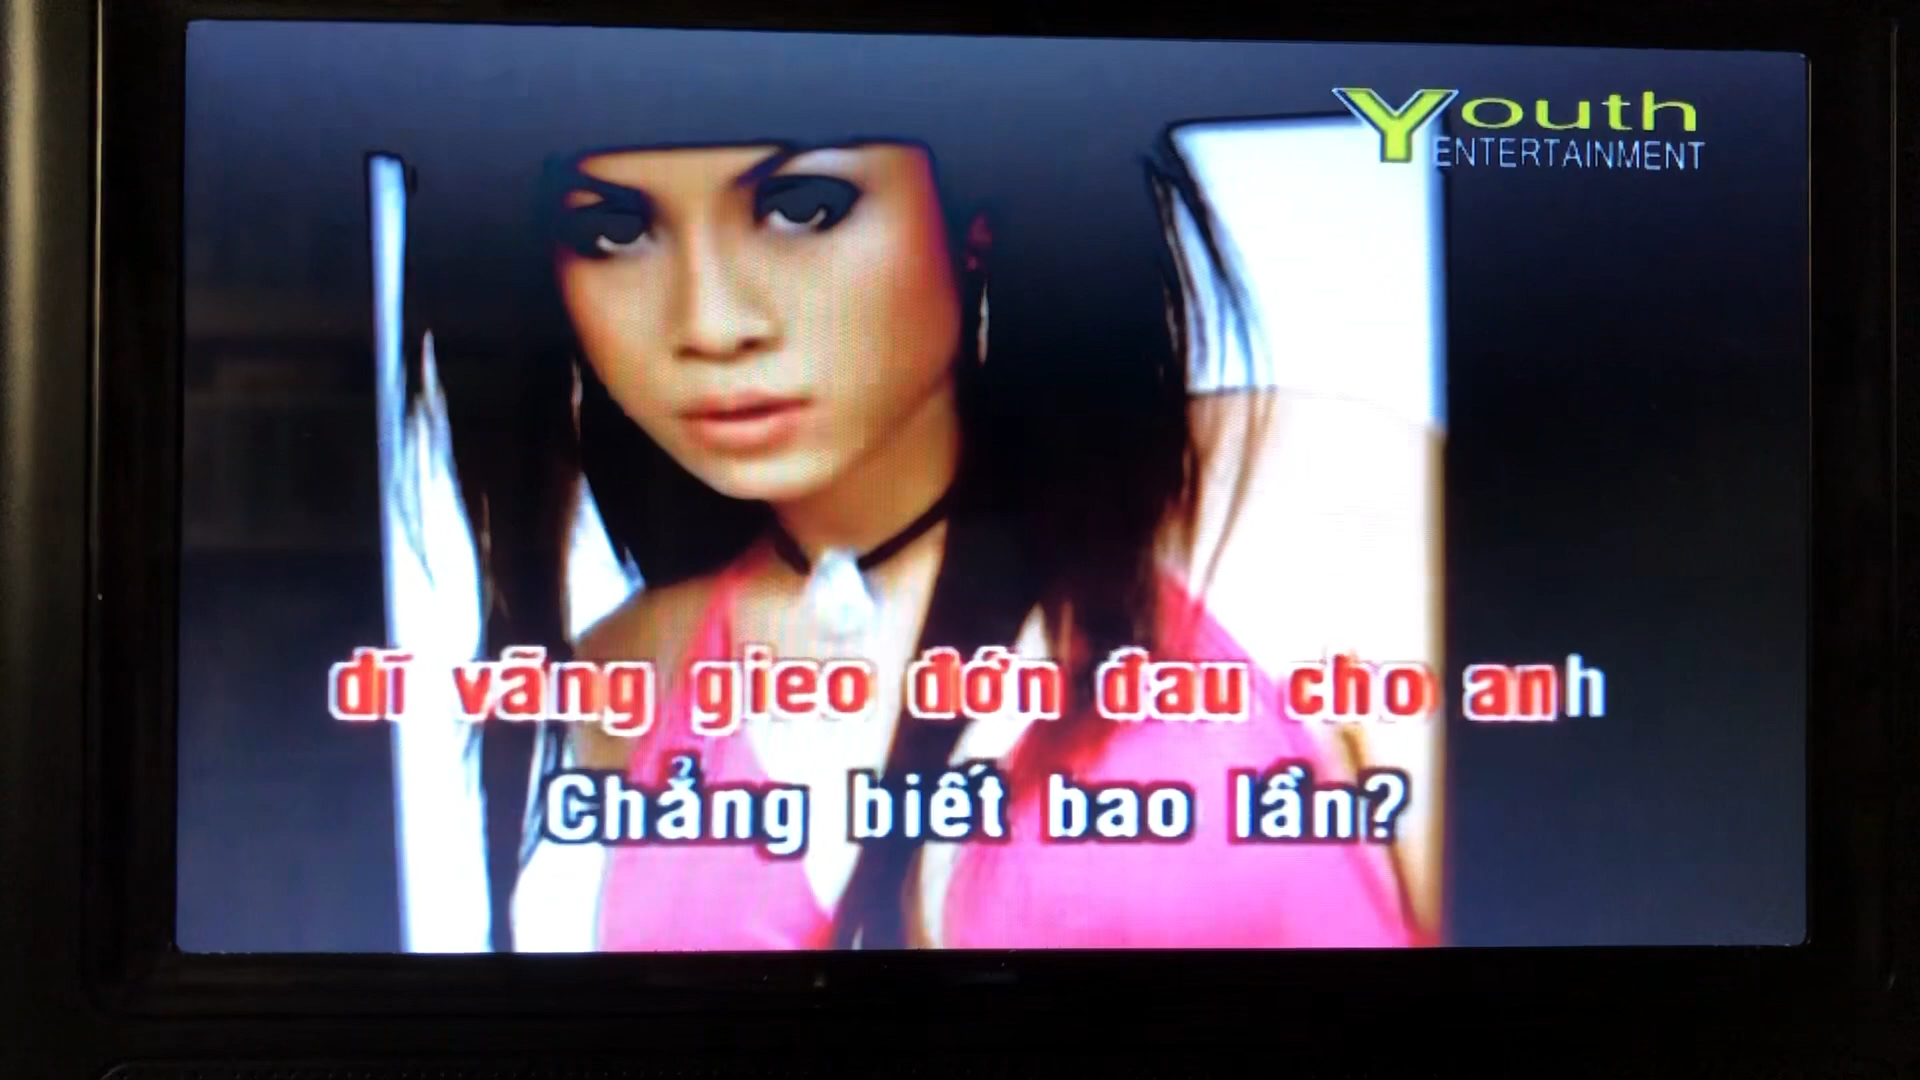 Youth
ENTERTAINMENT
dĩ vãng gieo đớn đau cho anh
Chẳng biết bao lần?